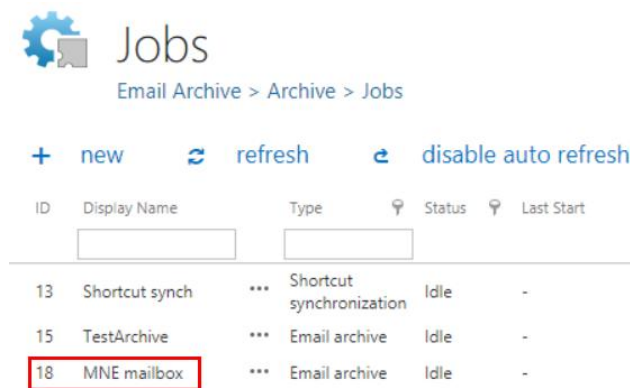 Jobs
Email Archive > Archive > Jobs
+ new refresh disable auto refresh
ID Display Name Type Status Last Start
13 Shortcut synch ••• Shortcut synchronization Idle -
15 TestArchive ••• Email archive Idle -
18 MNE mailbox ••• Email archive Idle -